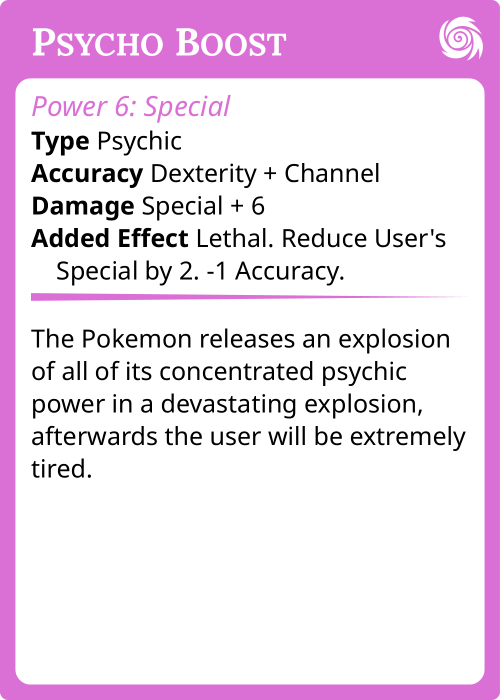 Psycho Boost
Power 6: Special
Type Psychic
Accuracy Dexterity + Channel
Damage Special + 6
Added Effect Lethal. Reduce User's
Special by 2. -1 Accuracy.
The Pokemon releases an explosion
of all of its concentrated psychic
power in a devastating explosion,
afterwards the user will be extremely
tired.